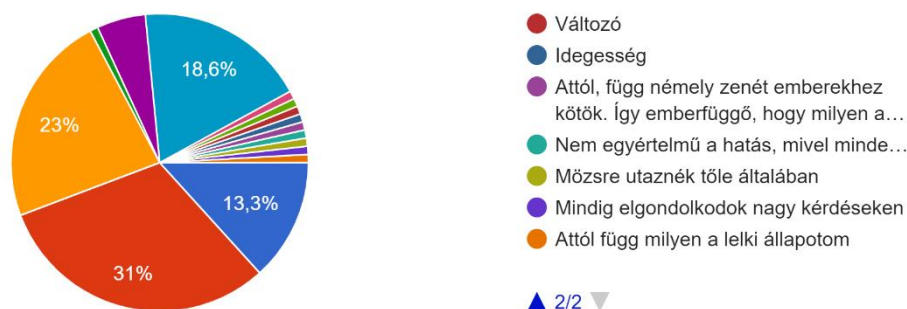 18,6%
23%
13,3%
31%
Változó
Idegesség
Attól, függ némely zenét emberekhez
kötök. Így emberfüggő, hogy milyen a…
Nem egyértelmű a hatás, mivel minde…
Mözsre utaznék tőle általában
Mindig elgondolkodok nagy kérdéseken
Attól függ milyen a lelki állapotom
2/2